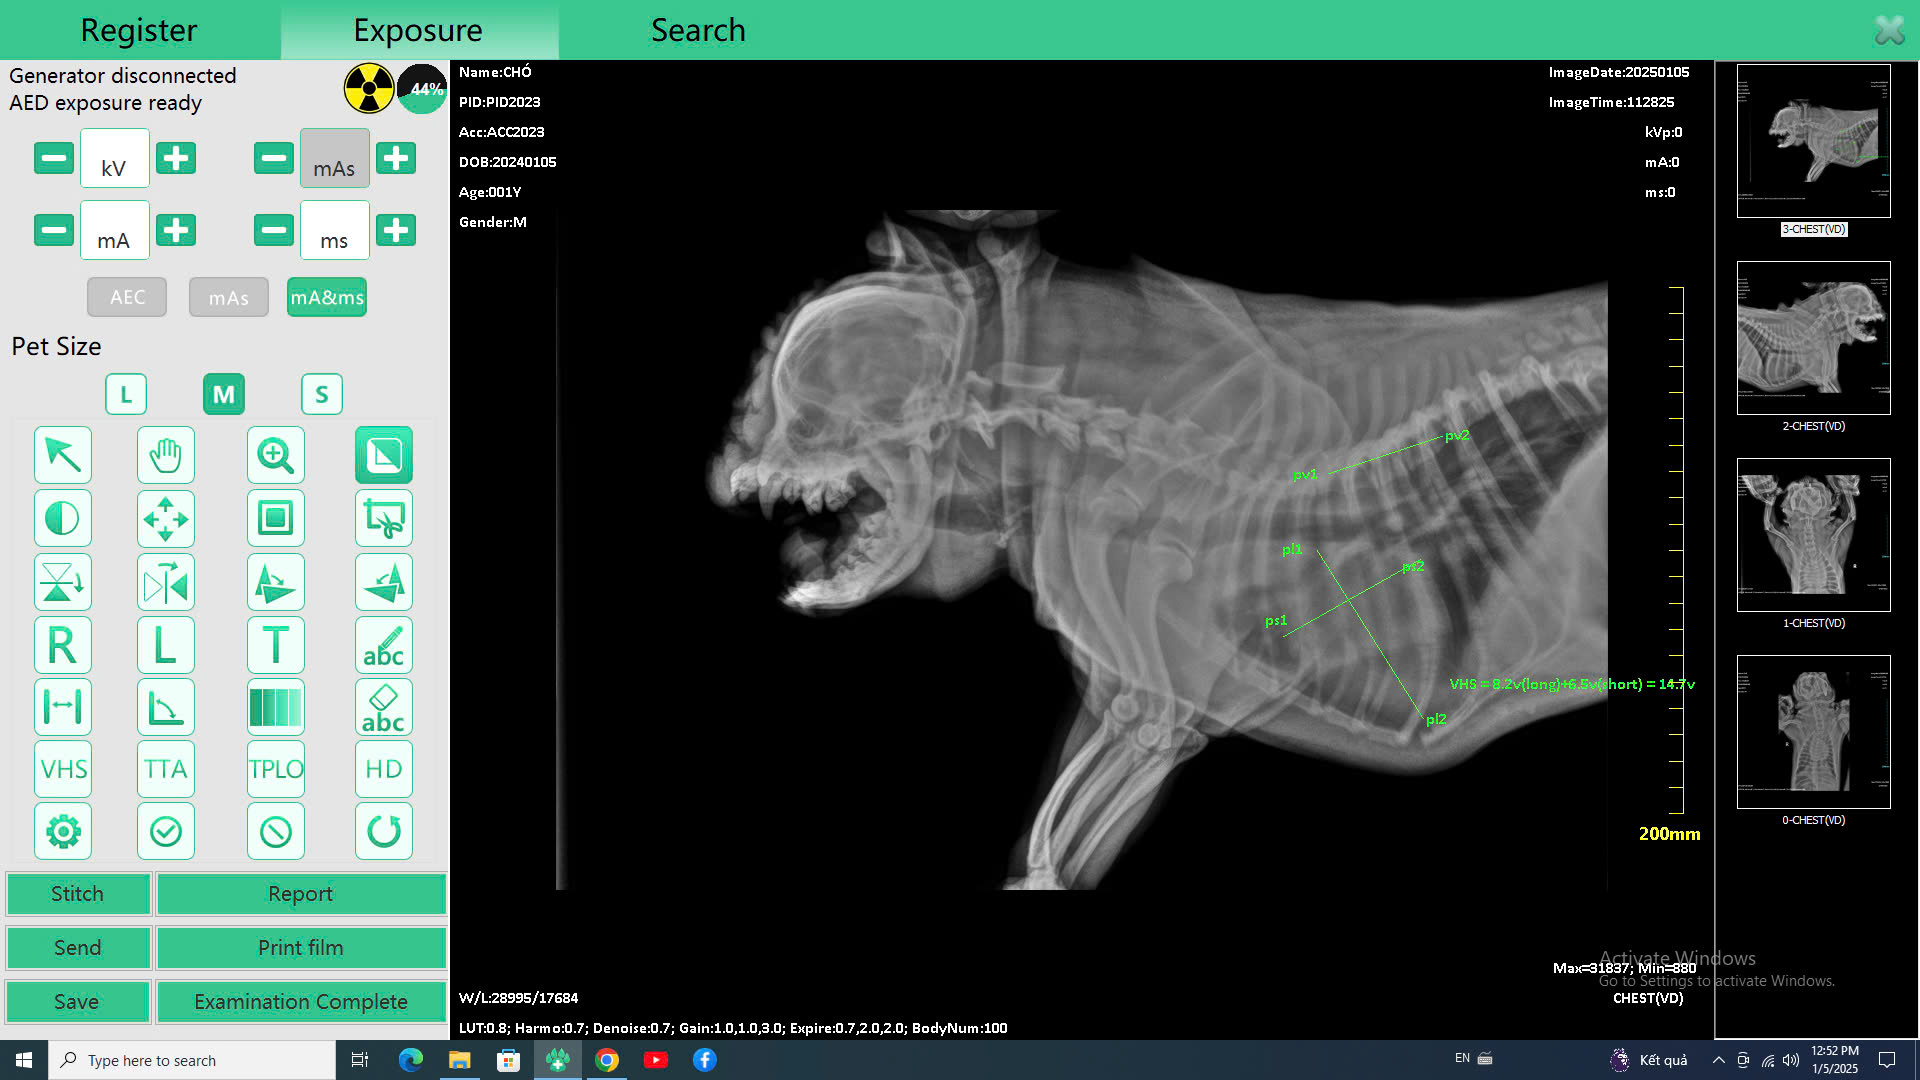 Register
Exposure
Search
Generator disconnected
AED exposure ready
44%
kV
mAs
mA
ms
AEC
mAs
mA&ms
Pet Size
L
M
S
R
L
T
abc
abc
VHS
TTA
TPLO
HD
Stitch
Report
Send
Print film
Save
Examination Complete
Name:CHÓ
PID:PID2023
Acc:ACC2023
DOB:20240105
Age:001Y
Gender:M
ImageDate:20250105
ImageTime:112825
kVp:0
mA:0
ms:0
pv1
pv2
pl1
ps2
ps1
VHS = 8.2v(long)+6.5v(short) = 14.7v
pl2
200mm
Max=31837; Min=880
CHEST(VD)
W/L:28995/17684
LUT:0.8; Harmo:0.7; Denoise:0.7; Gain:1.0,1.0,3.0; Expire:0.7,2.0,2.0; BodyNum:100
Activate Windows
Go to Settings to activate Windows.
3-CHEST(VD)
2-CHEST(VD)
1-CHEST(VD)
0-CHEST(VD)
Type here to search
EN
Kết quả
12:52 PM
1/5/2025